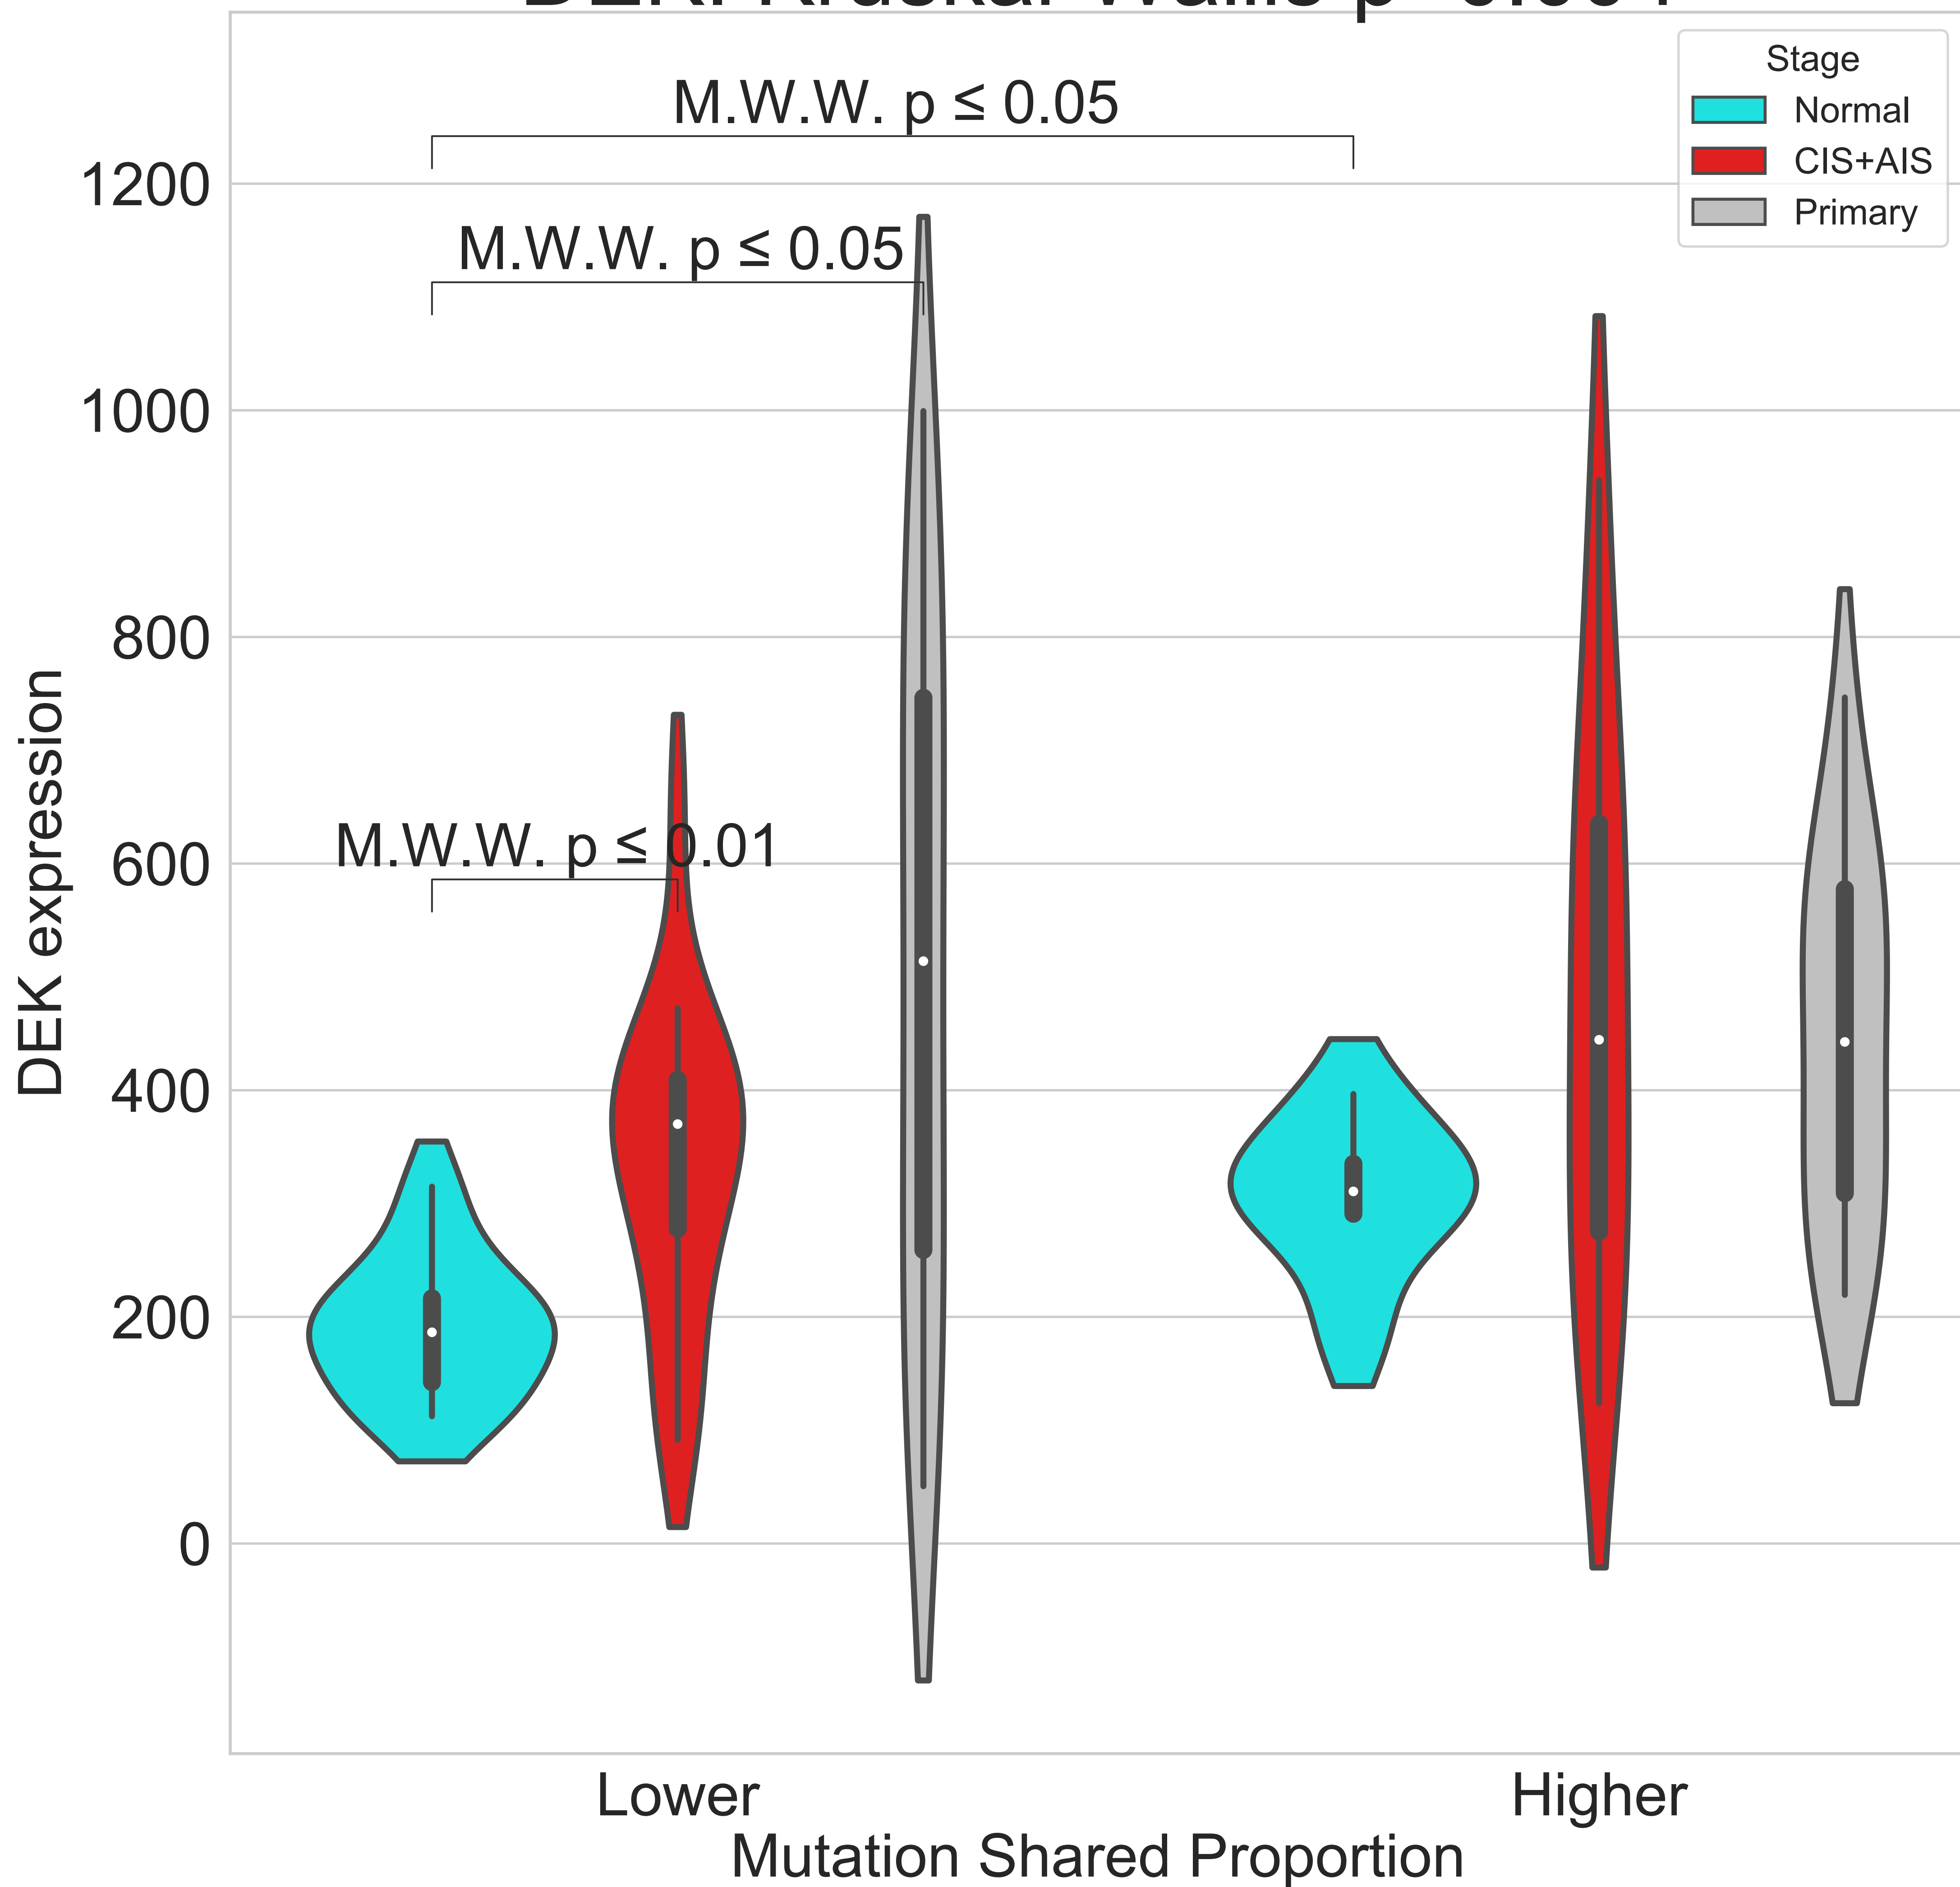 Stage
Normal
CIS+AIS
Primary
M.W.W. p ≤ 0.05
M.W.W. p ≤ 0.05
M.W.W. p ≤ 0.01
1200
1000
800
600
400
200
0
DEK expression
Lower
Higher
Mutation Shared Proportion